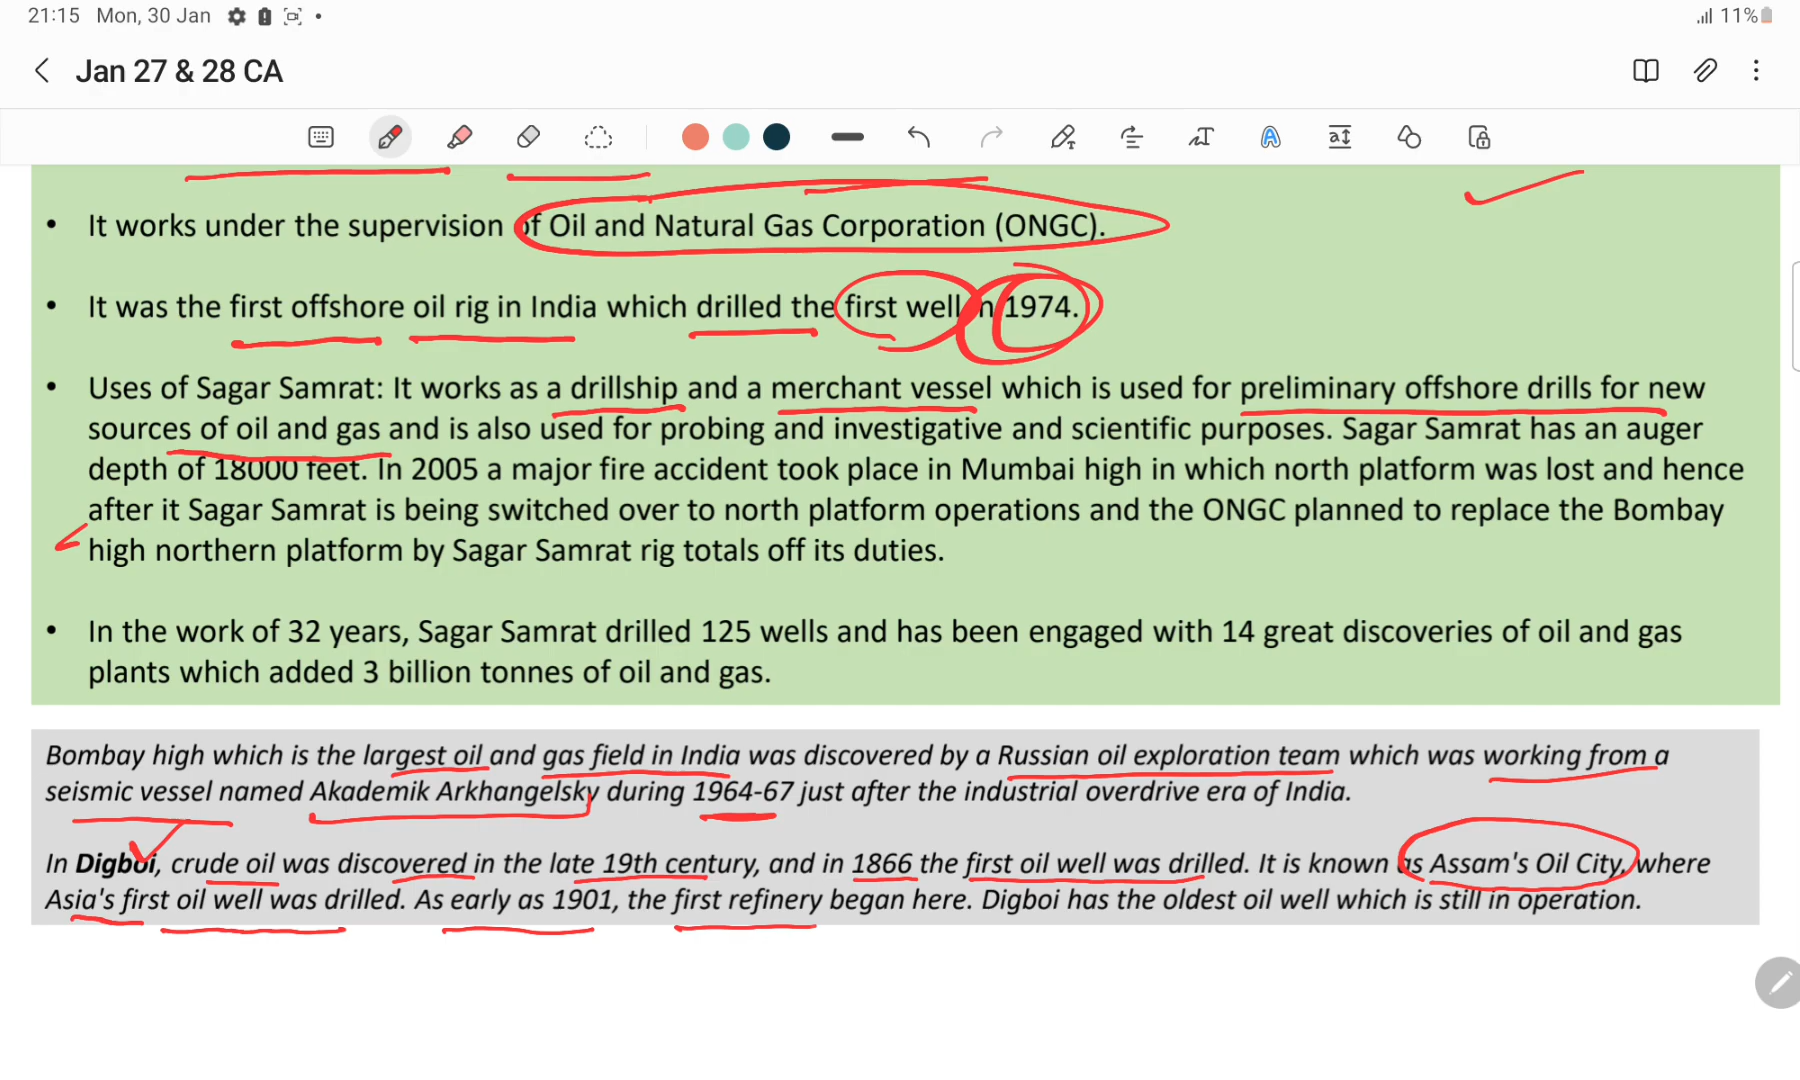 21:15 Mon, 30 Jan
11%
Jan 27 & 28 CA
• It works under the supervision of Oil and Natural Gas Corporation (ONGC).
• It was the first offshore oil rig in India which drilled the first well in 1974.
• Uses of Sagar Samrat: It works as a drillship and a merchant vessel which is used for preliminary offshore drills for new
sources of oil and gas and is also used for probing and investigative and scientific purposes. Sagar Samrat has an auger
depth of 18000 feet. In 2005 a major fire accident took place in Mumbai high in which north platform was lost and hence
after it Sagar Samrat is being switched over to north platform operations and the ONGC planned to replace the Bombay
high northern platform by Sagar Samrat rig totals off its duties.
• In the work of 32 years, Sagar Samrat drilled 125 wells and has been engaged with 14 great discoveries of oil and gas
plants which added 3 billion tonnes of oil and gas.
Bombay high which is the largest oil and gas field in India was discovered by a Russian oil exploration team which was working from a
seismic vessel named Akademik Arkhangelsky during 1964-67 just after the industrial overdrive era of India.
In Digboi, crude oil was discovered in the late 19th century, and in 1866 the first oil well was drilled. It is known as Assam's Oil City, where
Asia's first oil well was drilled. As early as 1901, the first refinery began here. Digboi has the oldest oil well which is still in operation.